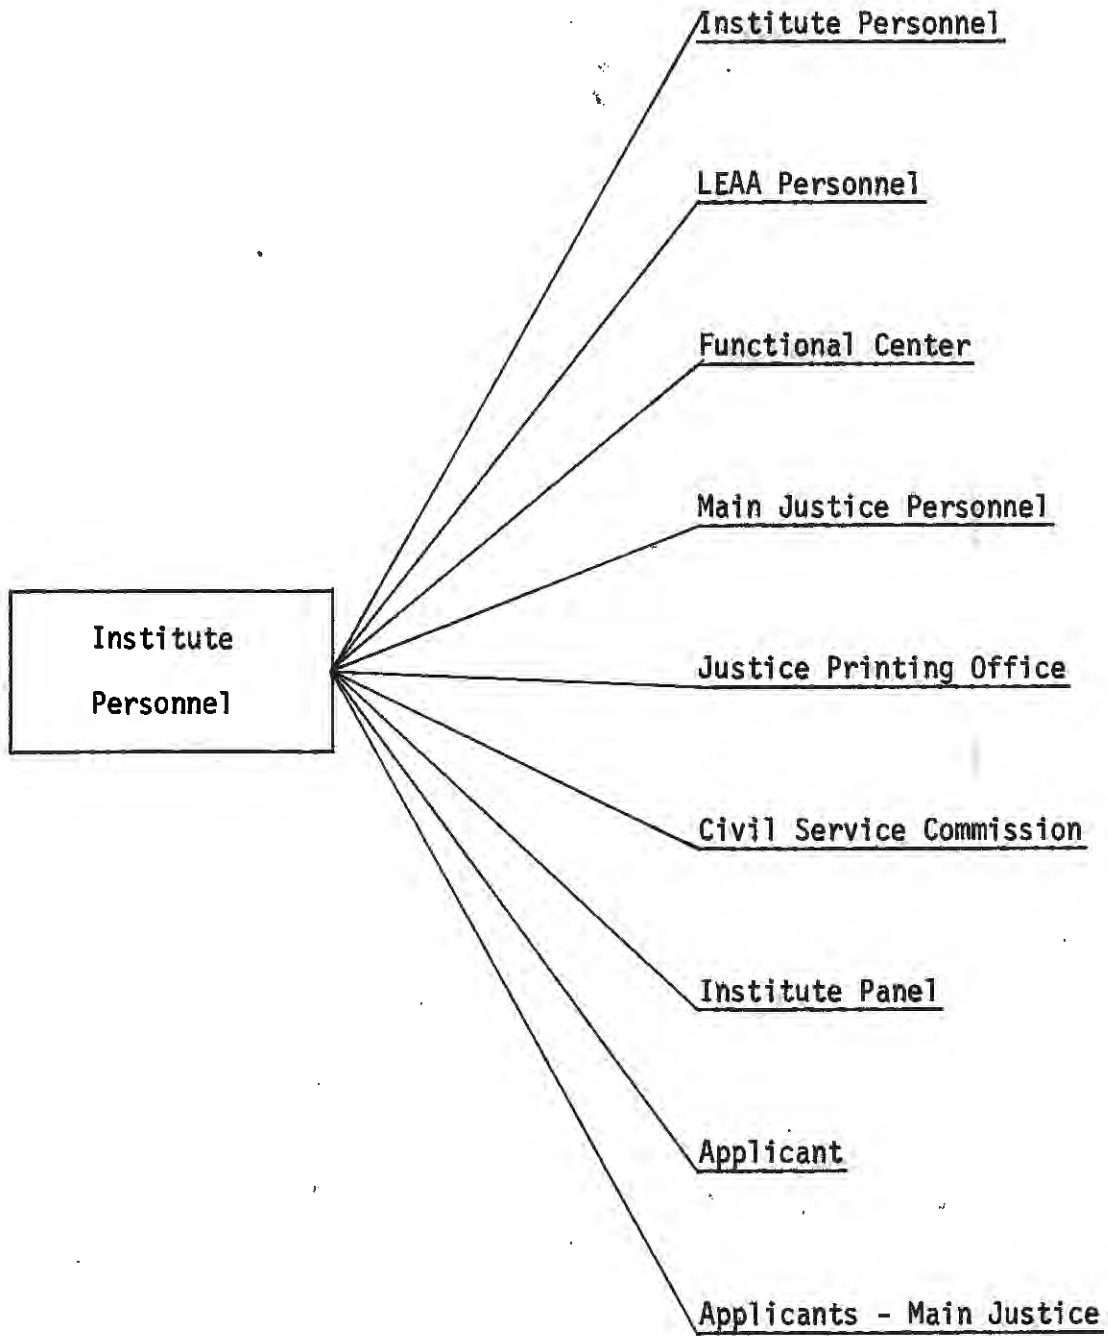 Institute Personnel
LEAA Personnel
Functional Center
Main Justice Personnel
Institute
Personnel
Justice Printing Office
Civil Service Commission
Institute Panel
Applicant
Applicants - Main Justice